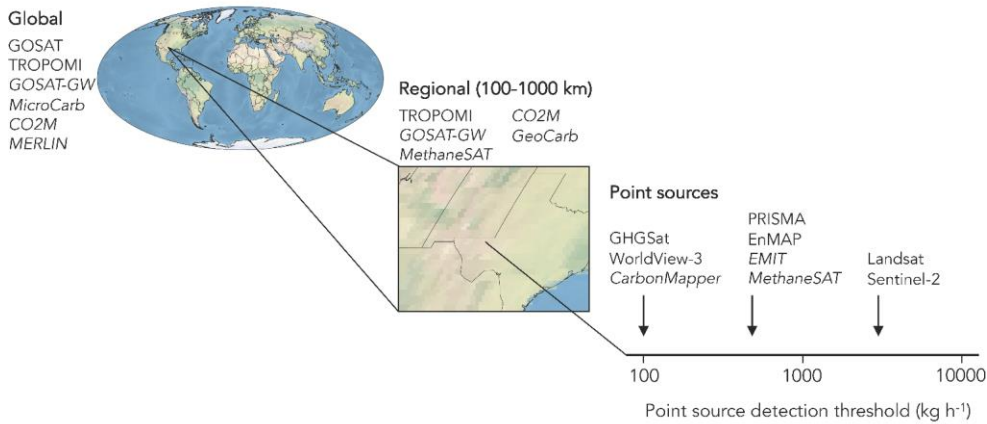 Global
GOSAT
TROPOMI
GOSAT-GW
MicroCarb
CO2M
MERLIN
Regional (100-1000 km)
TROPOMI CO2M
GOSAT-GW GeoCarb
MethaneSAT
Point sources
GHGSat
WorldView-3
CarbonMapper
PRISMA
EnMAP
EMIT
MethaneSAT
Landsat
Sentinel-2
100 1000 10000
Point source detection threshold (kg h⁻¹)